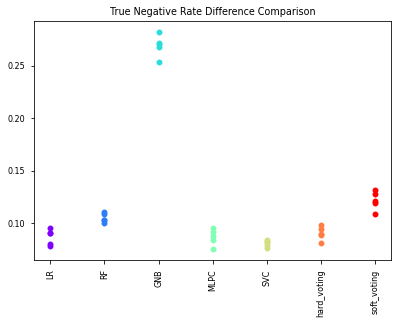 True Negative Rate Difference Comparison
0.25
0.20
0.15
0.10
LR
RF
GNB
MLPC
SVC
hard_voting
soft_voting